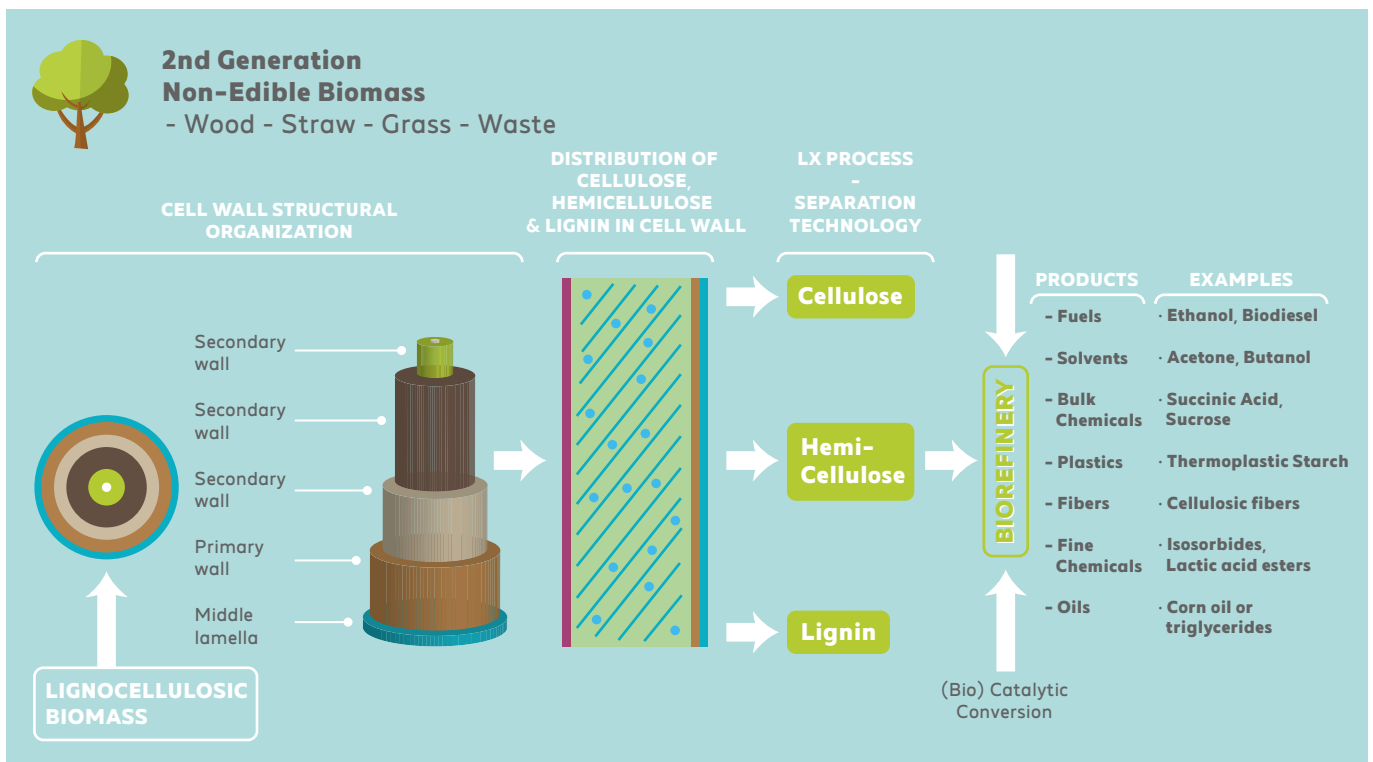 2nd Generation
Non-Edible Biomass
- Wood - Straw - Grass - Waste
CELL WALL STRUCTURAL
ORGANIZATION
DISTRIBUTION OF
CELLULOSE,
HEMICELLULOSE
& LIGNIN IN CELL WALL
LX PROCESS
-
SEPARATION
TECHNOLOGY
Secondary
wall
Secondary
wall
Secondary
wall
Primary
wall
Middle
lamella
LIGNOCELLULOSIC
BIOMASS
Cellulose
Hemi-
Cellulose
Lignin
BIOREFINERY
(Bio) Catalytic
Conversion
PRODUCTS
- Fuels
- Solvents
- Bulk
Chemicals
- Plastics
- Fibers
- Fine
Chemicals
- Oils
EXAMPLES
· Ethanol, Biodiesel
· Acetone, Butanol
· Succinic Acid,
Sucrose
· Thermoplastic Starch
· Cellulosic fibers
· Isosorbides,
Lactic acid esters
· Corn oil or
triglycerides